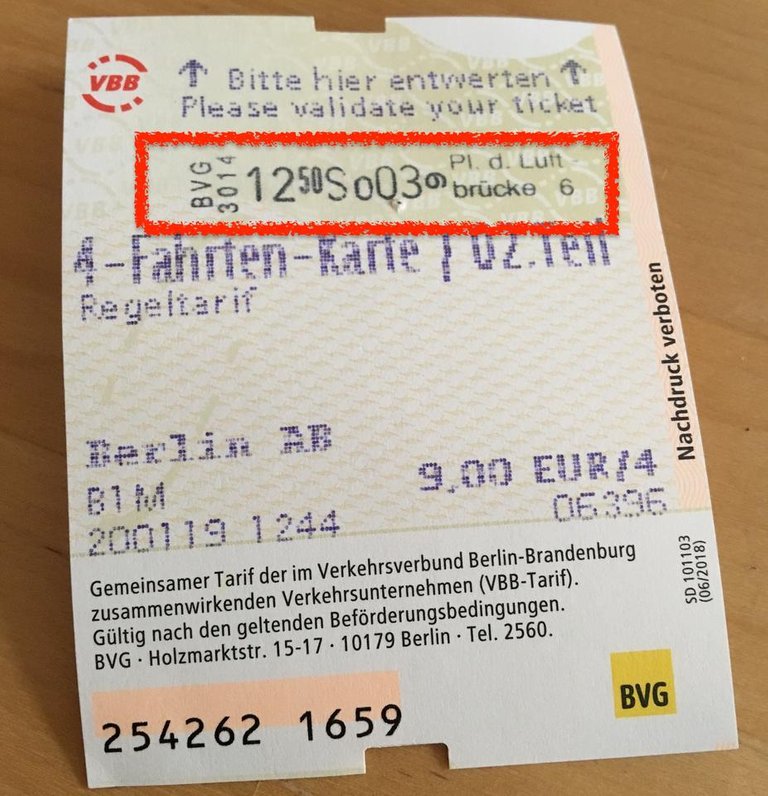 VBB
↑ Bitte hier entwerten ↑
Please validate your ticket
BVG 3014 12 50 So03 9 Pl. d. Luft-
brücke 6
4-Fahrten-Karte / 02.Teil
Regeltarif
Nachdruck verboten
Berlin AB
B1M 9,00 EUR/4
200119 1244 06396
Gemeinsamer Tarif der im Verkehrsverbund Berlin-Brandenburg
zusammenwirkenden Verkehrsunternehmen (VBB-Tarif).
Gültig nach den geltenden Beförderungsbedingungen.
BVG · Holzmarktstr. 15-17 · 10179 Berlin · Tel. 2560.
SD 101103
(06/2018)
BVG
254262 1659